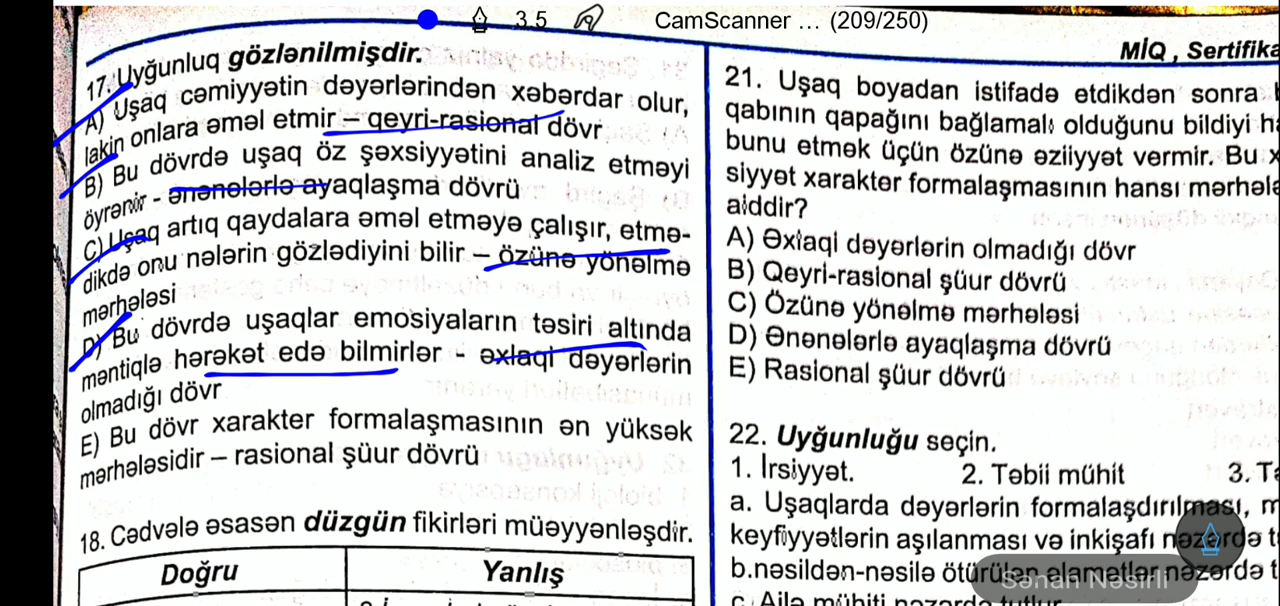 3.5
CamScanner ... (209/250)
MİQ , Sertifika
17. Uyğunluq gözlənilmişdir.
A) Uşaq cəmiyyətin dəyərlərindən xəbərdar olur,
lakin onlara əməl etmir – qeyri-rasional dövr
B) Bu dövrdə uşaq öz şəxsiyyətini analiz etməyi
öyrənir - ənənələrlə ayaqlaşma dövrü
C) Uşaq artıq qaydalara əməl etməyə çalışır, etmə-
dikdə onu nələrin gözlədiyini bilir – özünə yönəlmə
mərhələsi
D) Bu dövrdə uşaqlar emosiyaların təsiri altında
məntiqlə hərəkət edə bilmirlər - əxlaqi dəyərlərin
olmadığı dövr
E) Bu dövr xarakter formalaşmasının ən yüksək
mərhələsidir – rasional şüur dövrü
18. Cədvələ əsasən düzgün fikirləri müəyyənləşdir.
Doğru Yanlış
21. Uşaq boyadan istifadə etdikdən sonra
qabının qapağını bağlamalı olduğunu bildiyi ha
bunu etmək üçün özünə əziyyət vermir. Bu x
siyyət xarakter formalaşmasının hansı mərhələ
aiddir?
A) Əxlaqi dəyərlərin olmadığı dövr
B) Qeyri-rasional şüur dövrü
C) Özünə yönəlmə mərhələsi
D) Ənənələrlə ayaqlaşma dövrü
E) Rasional şüur dövrü
22. Uyğunluğu seçin.
1. İrsiyyət. 2. Təbii mühit 3. Tə
a. Uşaqlarda dəyərlərin formalaşdırılması, m
keyfiyyətlərin aşılanması və inkişafı nəzərdə t
b.nəsildən-nəsilə ötürülən əlamətlər nəzərdə t
c. Ailə mühiti nəzərdə tutlur
Sənan Nəsirli